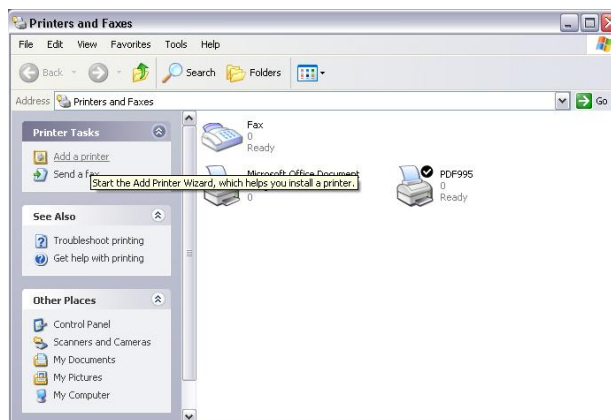 Printers and Faxes
File Edit View Favorites Tools Help
Back Search Folders
Address Printers and Faxes Go
Printer Tasks
Add a printer
Send a fax
Start the Add Printer Wizard, which helps you install a printer.
See Also
Troubleshoot printing
Get help with printing
Other Places
Control Panel
Scanners and Cameras
My Documents
My Pictures
My Computer
Fax
0
Ready
Microsoft Office Document
0
PDF995
0
Ready